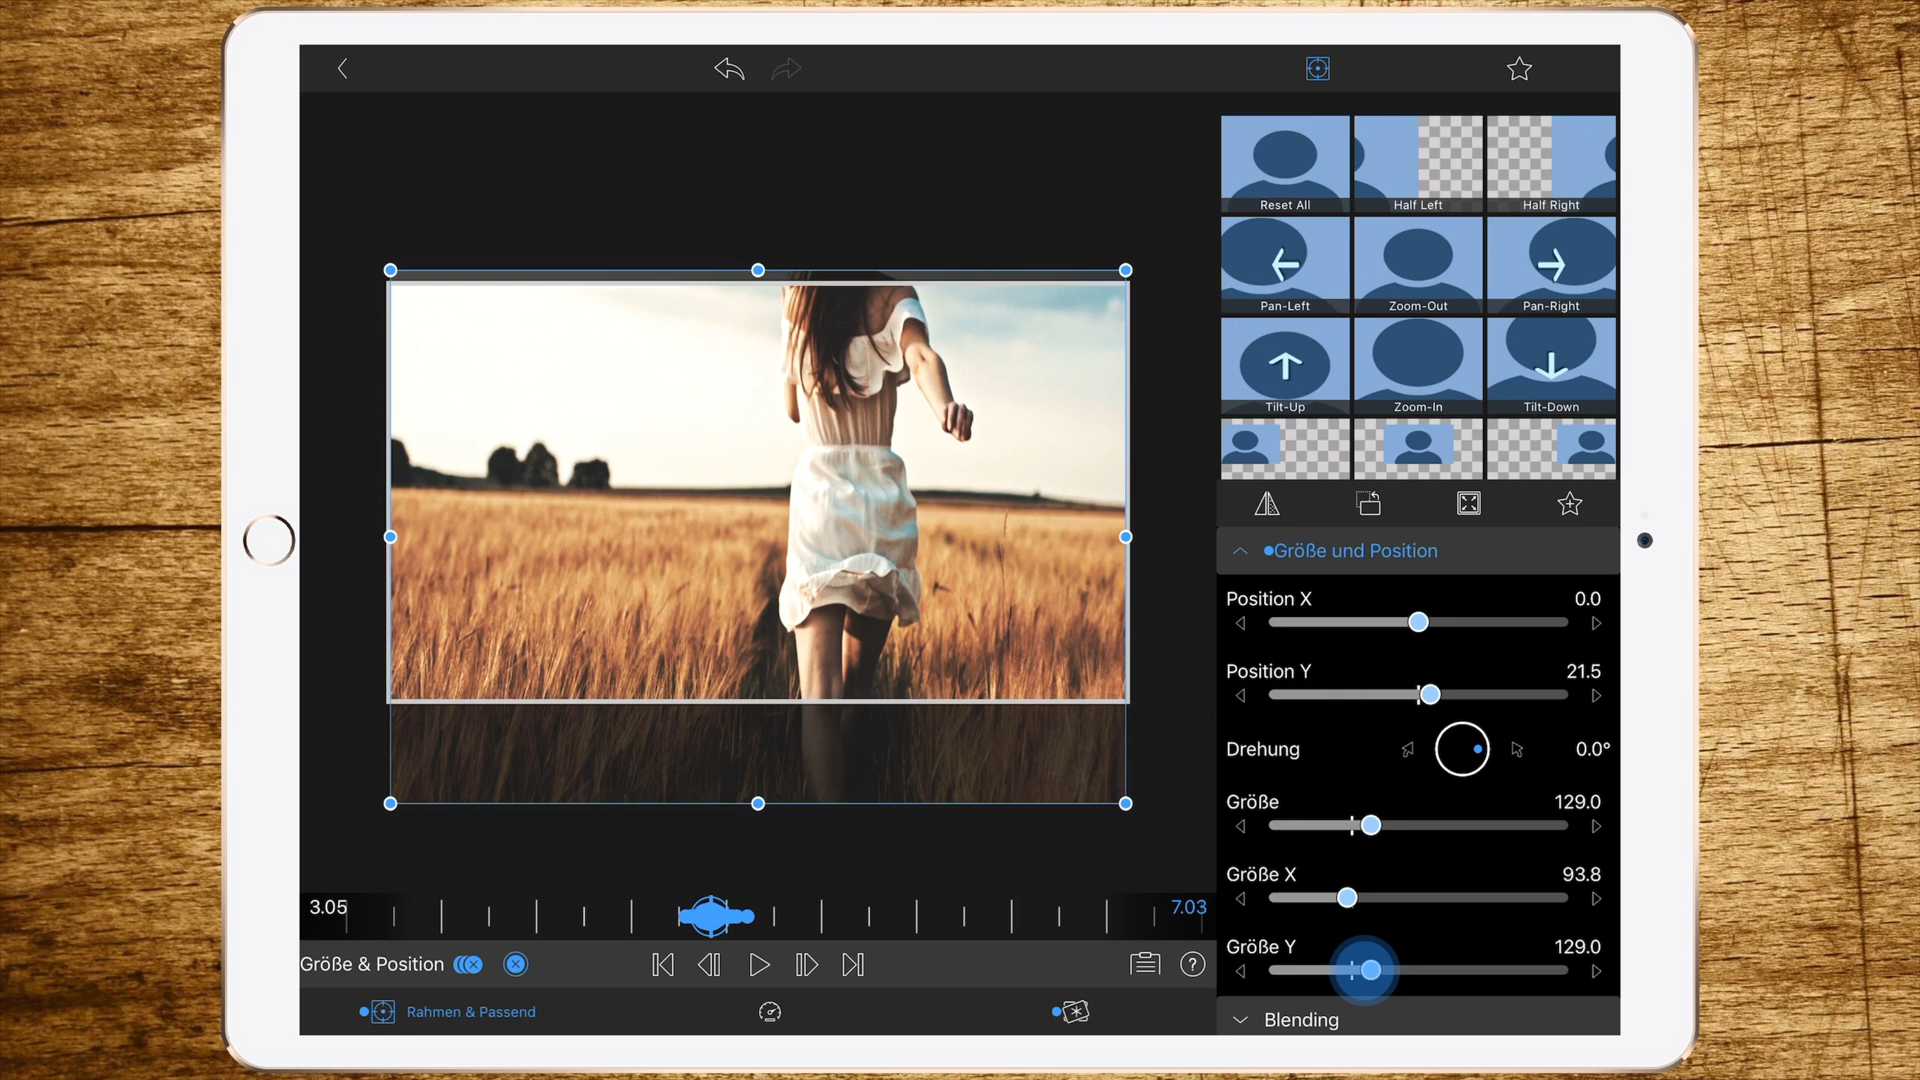 Reset All
Half Left
Half Right
Pan-Left
Zoom-Out
Pan-Right
Tilt-Up
Zoom-In
Tilt-Down
Größe und Position
Position X 0.0
Position Y 21.5
Drehung 0.0°
Größe 129.0
Größe X 93.8
Größe Y 129.0
Blending
3.05
7.03
Größe & Position
?
Rahmen & Passend